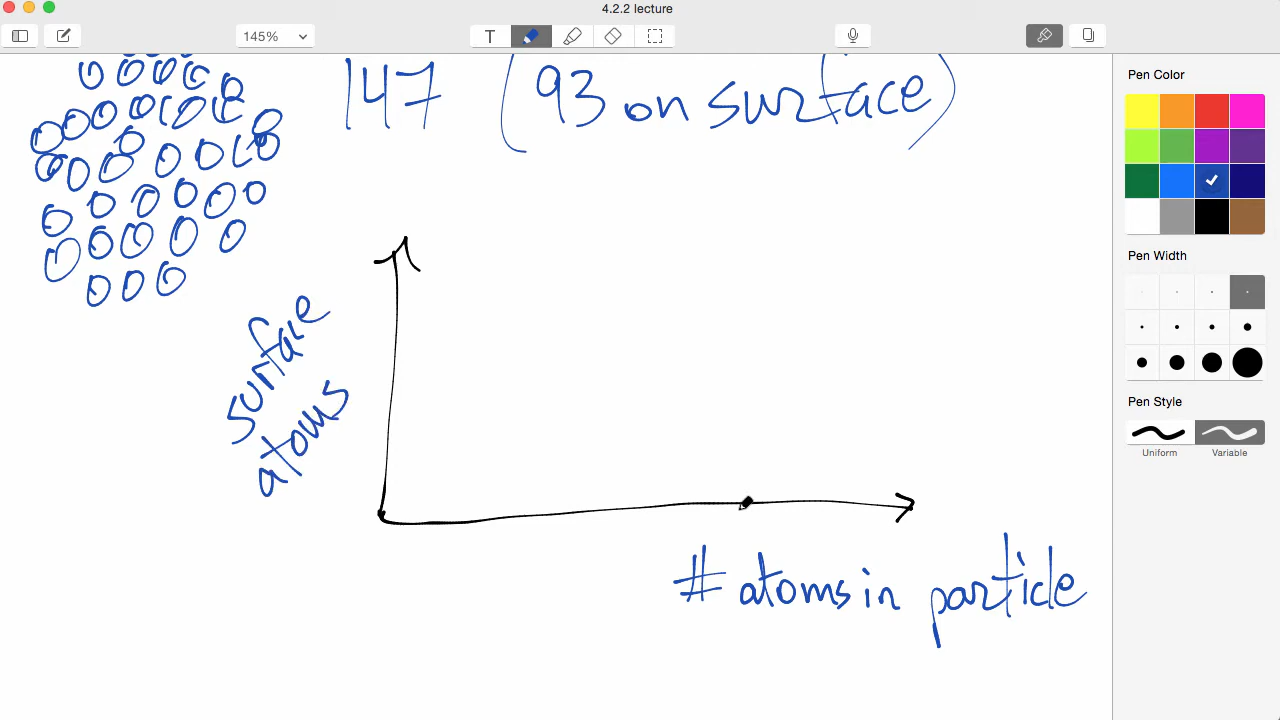 4.2.2 lecture
145%
T
147 (93 on surface)
surface
atoms
# atoms in particle
Pen Color
Pen Width
Pen Style
Uniform
Variable